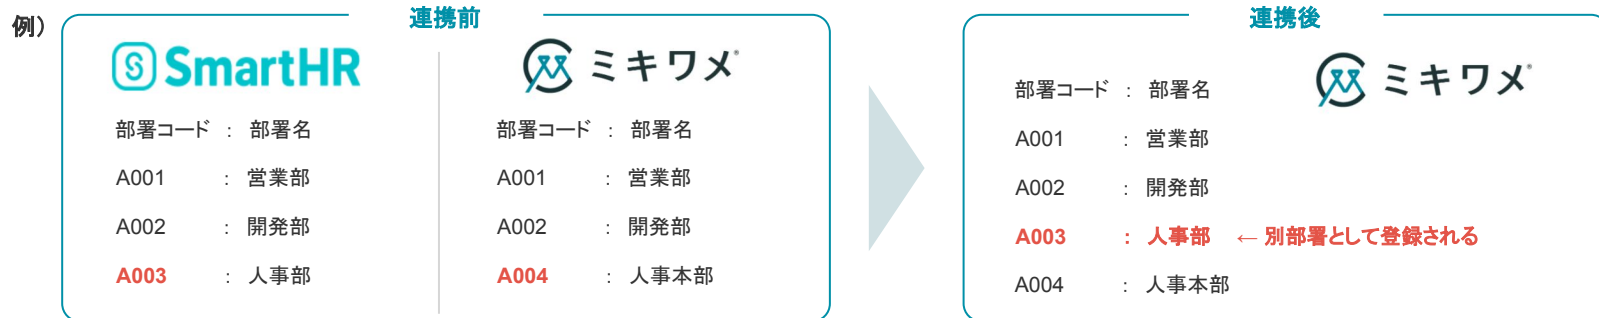 例）
連携前
SmartHR
部署コード ： 部署名
A001 ： 営業部
A002 ： 開発部
A003 ： 人事部
ミキワメ
部署コード ： 部署名
A001 ： 営業部
A002 ： 開発部
A004 ： 人事本部
連携後
ミキワメ
部署コード ： 部署名
A001 ： 営業部
A002 ： 開発部
A003 ： 人事部 ← 別部署として登録される
A004 ： 人事本部